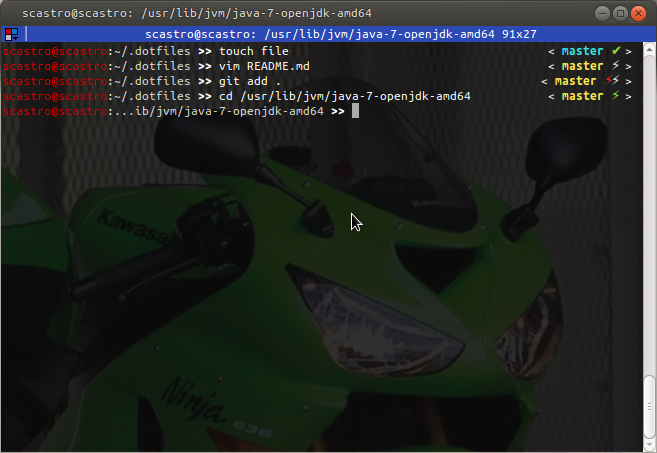 scastro@scastro: /usr/lib/jvm/java-7-openjdk-amd64
scastro@scastro: /usr/lib/jvm/java-7-openjdk-amd64 91x27
scastro@scastro:~/.dotfiles >> touch file < master ✔ >
scastro@scastro:~/.dotfiles >> vim README.md < master ⚡ >
scastro@scastro:~/.dotfiles >> git add . < master ⚡⚡ >
scastro@scastro:~/.dotfiles >> cd /usr/lib/jvm/java-7-openjdk-amd64 < master ⚡ >
scastro@scastro:...ib/jvm/java-7-openjdk-amd64 >>
Kawasaki
Kawasaki
Ninja
636